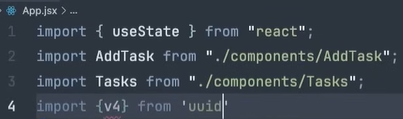 App.jsx > ...
1 import { useState } from "react";
2 import AddTask from "./components/AddTask";
3 import Tasks from "./components/Tasks";
4 import {v4} from 'uuid'